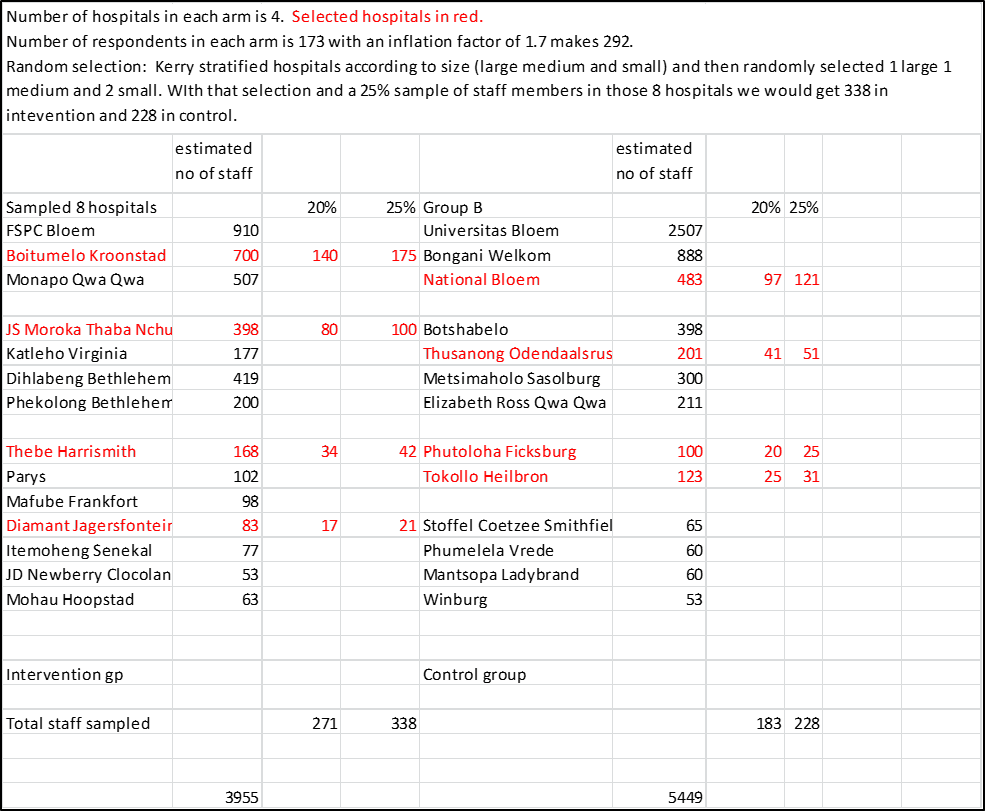 Number of hospitals in each arm is 4. Selected hospitals in red.
Number of respondents in each arm is 173 with an inflation factor of 1.7 makes 292.
Random selection: Kerry stratified hospitals according to size (large medium and small) and then randomly selected 1 large 1
medium and 2 small. WIth that selection and a 25% sample of staff members in those 8 hospitals we would get 338 in
intevention and 228 in control.
estimated estimated
no of staff no of staff
Sampled 8 hospitals 20% 25% Group B 20% 25%
FSPC Bloem 910 Universitas Bloem 2507
Boitumelo Kroonstad 700 140 175 Bongani Welkom 888
Monapo Qwa Qwa 507 National Bloem 483 97 121
JS Moroka Thaba Nchu 398 80 100 Botshabelo 398
Katleho Virginia 177 Thusanong Odendaalsrus 201 41 51
Dihlabeng Bethlehem 419 Metsimaholo Sasolburg 300
Phekolong Bethlehem 200 Elizabeth Ross Qwa Qwa 211
Thebe Harrismith 168 34 42 Phutoloha Ficksburg 100 20 25
Parys 102 Tokollo Heilbron 123 25 31
Mafube Frankfort 98
Diamant Jagersfontein 83 17 21 Stoffel Coetzee Smithfiel 65
Itemoheng Senekal 77 Phumelela Vrede 60
JD Newberry Clocolan 53 Mantsopa Ladybrand 60
Mohau Hoopstad 63 Winburg 53
Intervention gp Control group
Total staff sampled 271 338 183 228
3955 5449